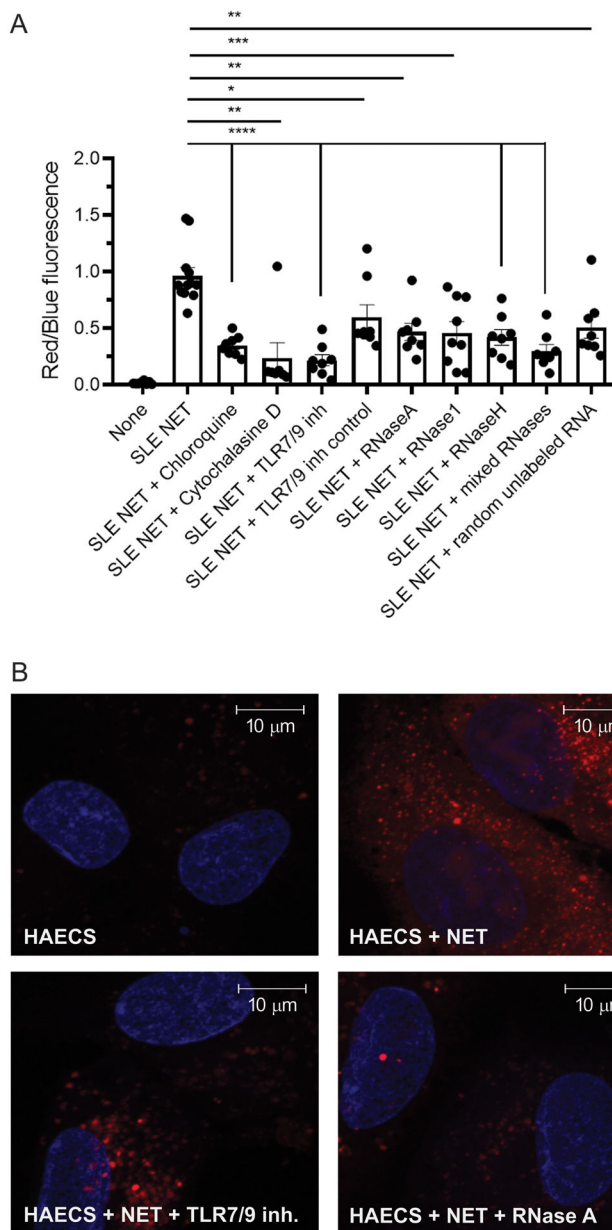 A
**
***
**
*
**
****
Red/Blue fluorescence
2.0
1.5
1.0
0.5
0.0
None
SLE NET
SLE NET + Chloroquine
SLE NET + Cytochalasine D
SLE NET + TLR7/9 inh
SLE NET + TLR7/9 inh control
SLE NET + RNaseA
SLE NET + RNase1
SLE NET + RNaseH
SLE NET + mixed RNases
SLE NET + random unlabeled RNA
B
10 μm
HAECS
10 μm
HAECS + NET
10 μm
HAECS + NET + TLR7/9 inh.
10 μm
HAECS + NET + RNase A